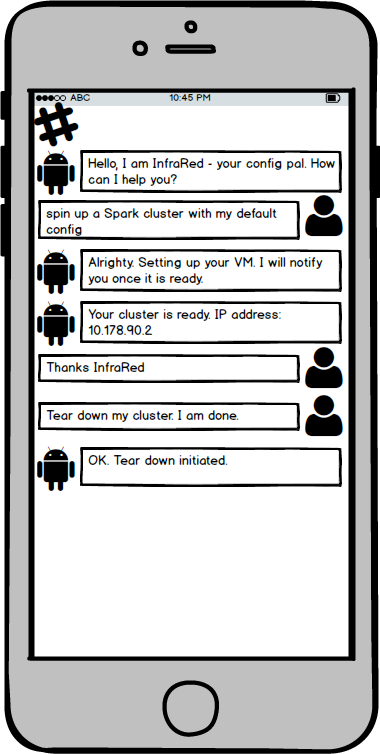 ABC 10:45 PM
#
Hello, I am InfraRed - your config pal. How
can I help you?
spin up a Spark cluster with my default
config
Alrighty. Setting up your VM. I will notify
you once it is ready.
Your cluster is ready. IP address:
10.178.90.2
Thanks InfraRed
Tear down my cluster. I am done.
OK. Tear down initiated.